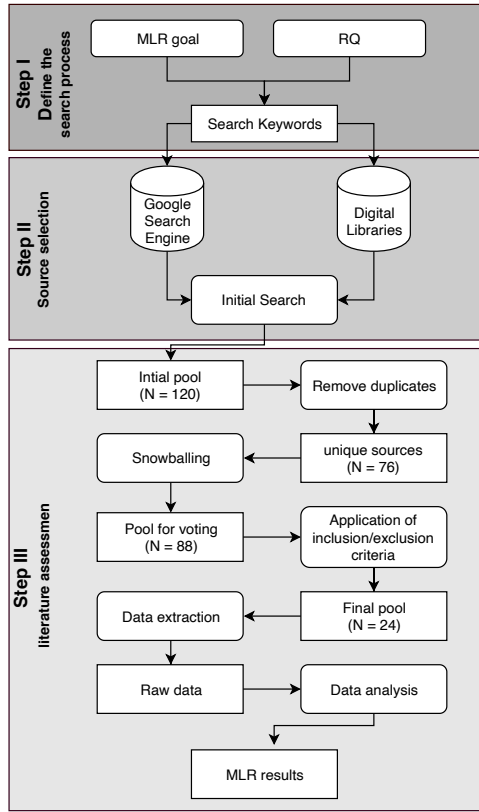 Step I
Define the
search process
MLR goal
RQ
Search Keywords
Step II
Source selection
Google
Search
Engine
Digital
Libraries
Initial Search
Step III
literature assessmen
Intial pool
(N = 120)
Remove duplicates
unique sources
(N = 76)
Snowballing
Pool for voting
(N = 88)
Application of
inclusion/exclusion
criteria
Final pool
(N = 24)
Data extraction
Raw data
Data analysis
MLR results